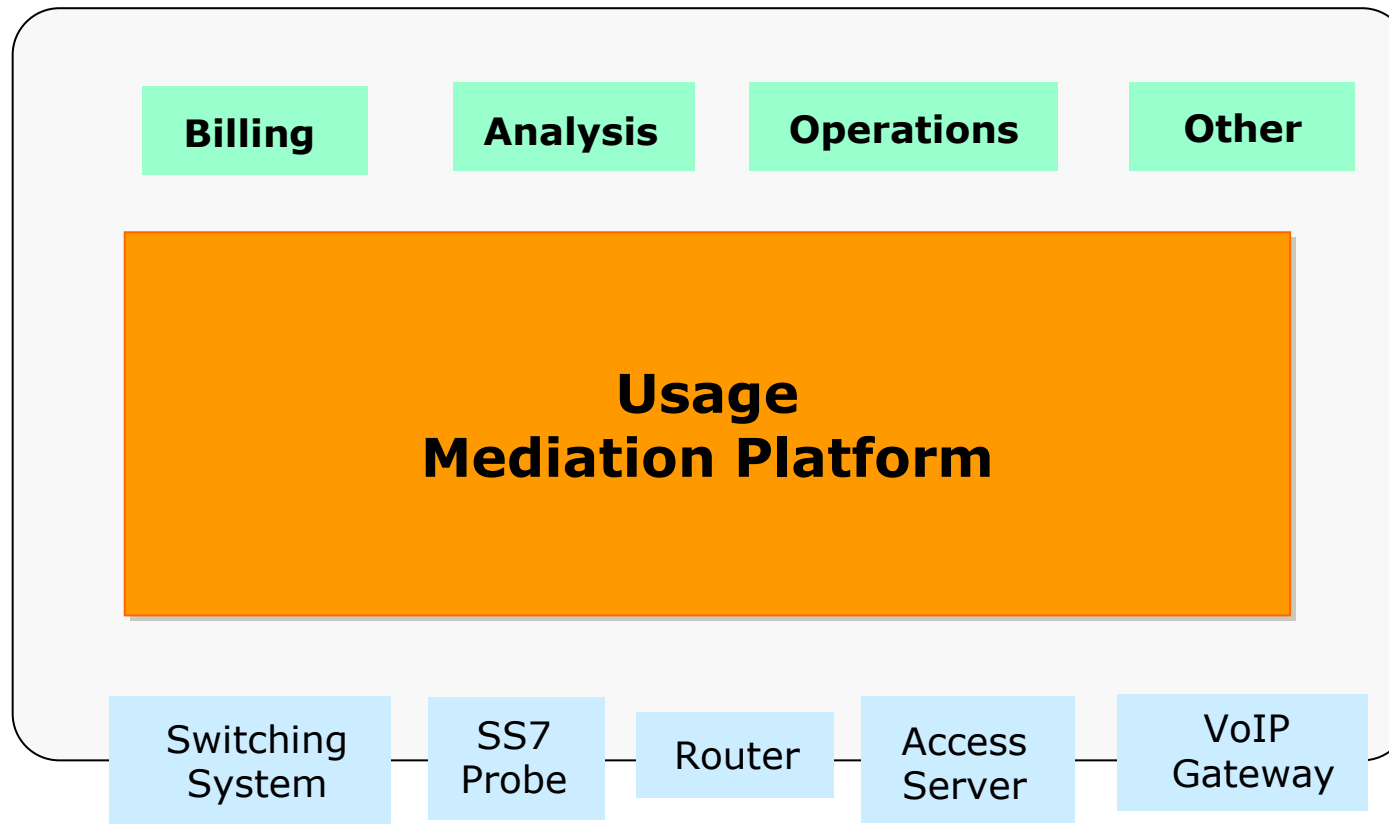 Billing
Analysis
Operations
Other
Usage
Mediation Platform
Switching
System
SS7
Probe
Router
Access
Server
VoIP
Gateway